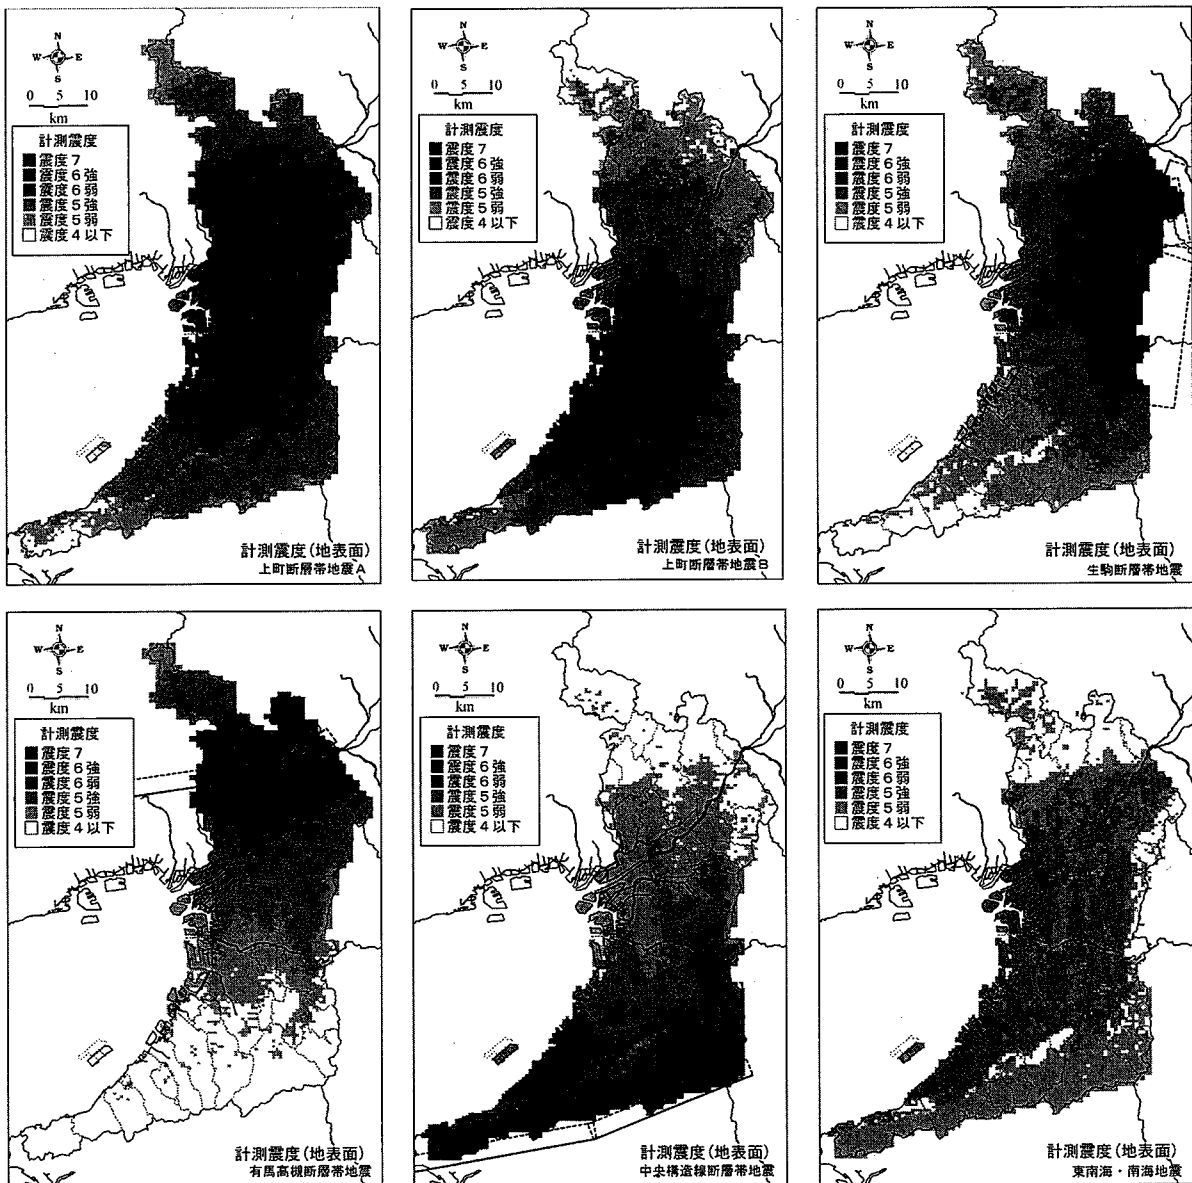 N
W E
S
0 5 10
km
計測震度
震度7
震度6強
震度6弱
震度5強
震度5弱
震度4以下
計測震度(地表面)
上町断層帯地震A
N
W E
S
0 5 10
km
計測震度
震度7
震度6強
震度6弱
震度5強
震度5弱
震度4以下
計測震度(地表面)
上町断層帯地震B
N
W E
S
0 5 10
km
計測震度
震度7
震度6強
震度6弱
震度5強
震度5弱
震度4以下
計測震度(地表面)
生駒断層帯地震
N
W E
S
0 5 10
km
計測震度
震度7
震度6強
震度6弱
震度5強
震度5弱
震度4以下
計測震度(地表面)
有馬高槻断層帯地震
N
W E
S
0 5 10
km
計測震度
震度7
震度6強
震度6弱
震度5強
震度5弱
震度4以下
計測震度(地表面)
中央構造線断層帯地震
N
W E
S
0 5 10
km
計測震度
震度7
震度6強
震度6弱
震度5強
震度5弱
震度4以下
計測震度(地表面)
東南海・南海地震